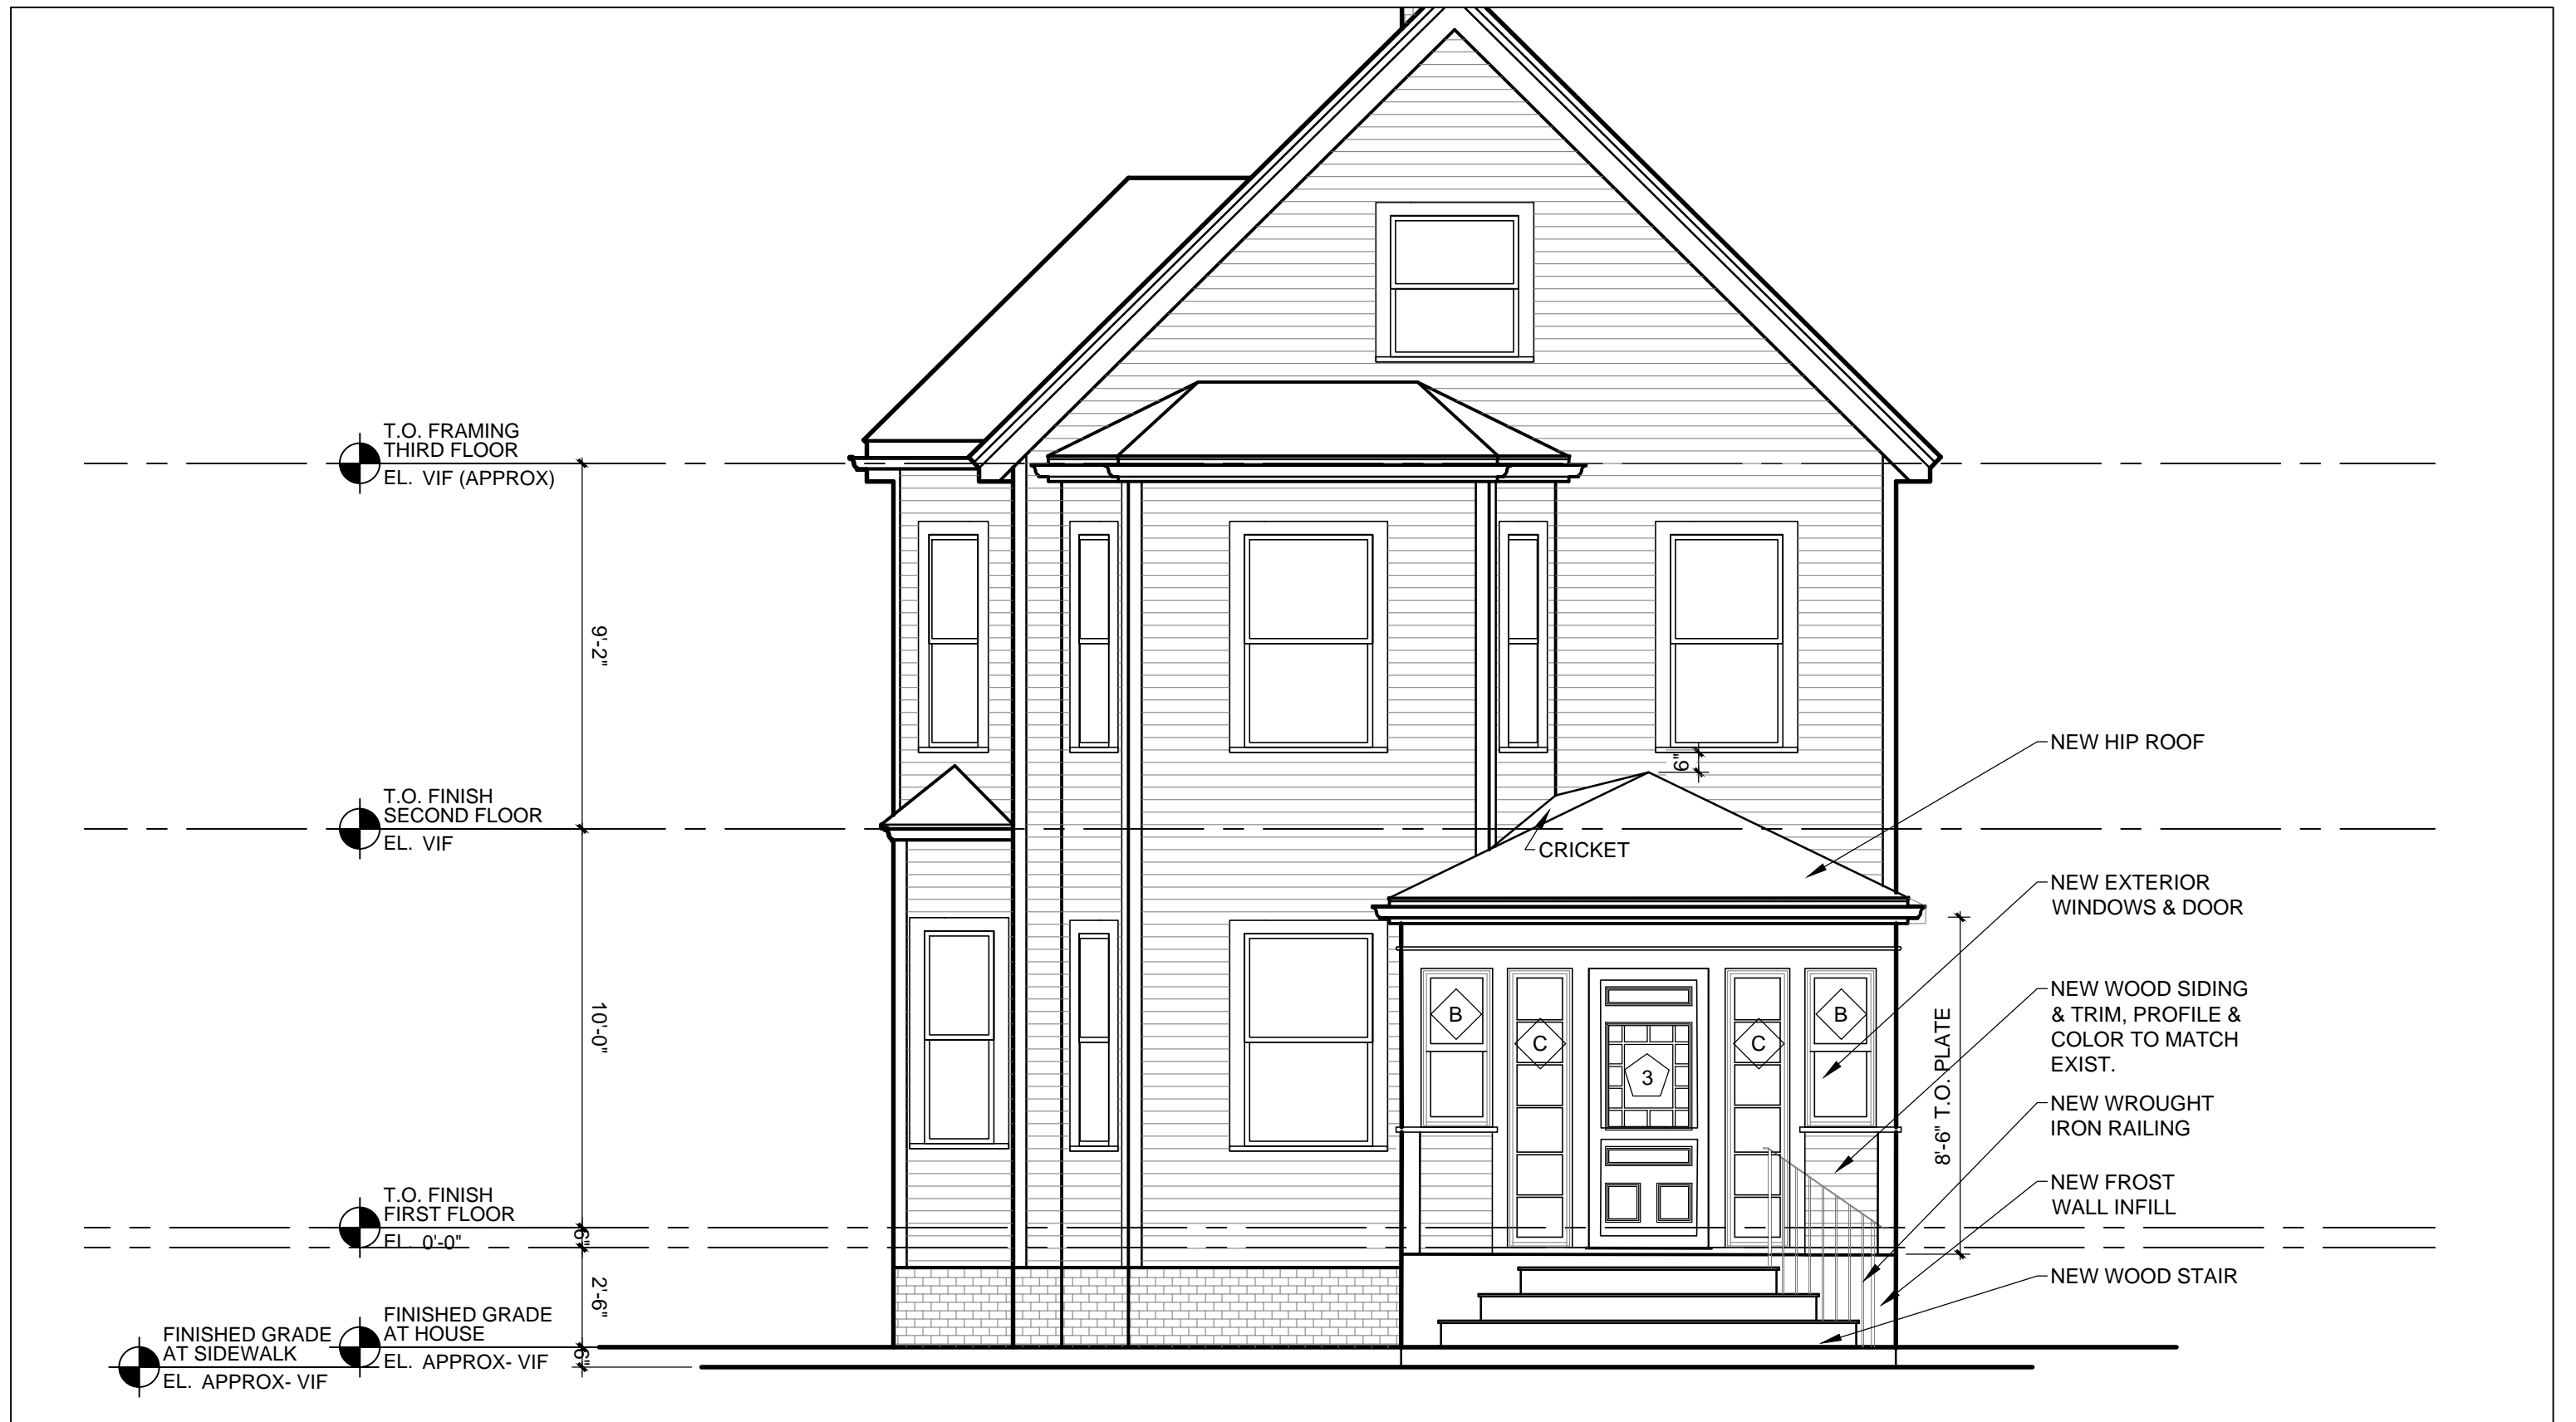 T.O. FRAMING
THIRD FLOOR
EL. VIF (APPROX)
9'-2"
T.O. FINISH
SECOND FLOOR
EL. VIF
10'-0"
T.O. FINISH
FIRST FLOOR
EL. 0'-0"
6"
2'-6"
FINISHED GRADE
AT HOUSE
EL. APPROX- VIF
6"
FINISHED GRADE
AT SIDEWALK
EL. APPROX- VIF
6"
CRICKET
B
C
3
C
B
8'-6" T.O. PLATE
NEW HIP ROOF
NEW EXTERIOR
WINDOWS & DOOR
NEW WOOD SIDING
& TRIM, PROFILE &
COLOR TO MATCH
EXIST.
NEW WROUGHT
IRON RAILING
NEW FROST
WALL INFILL
NEW WOOD STAIR